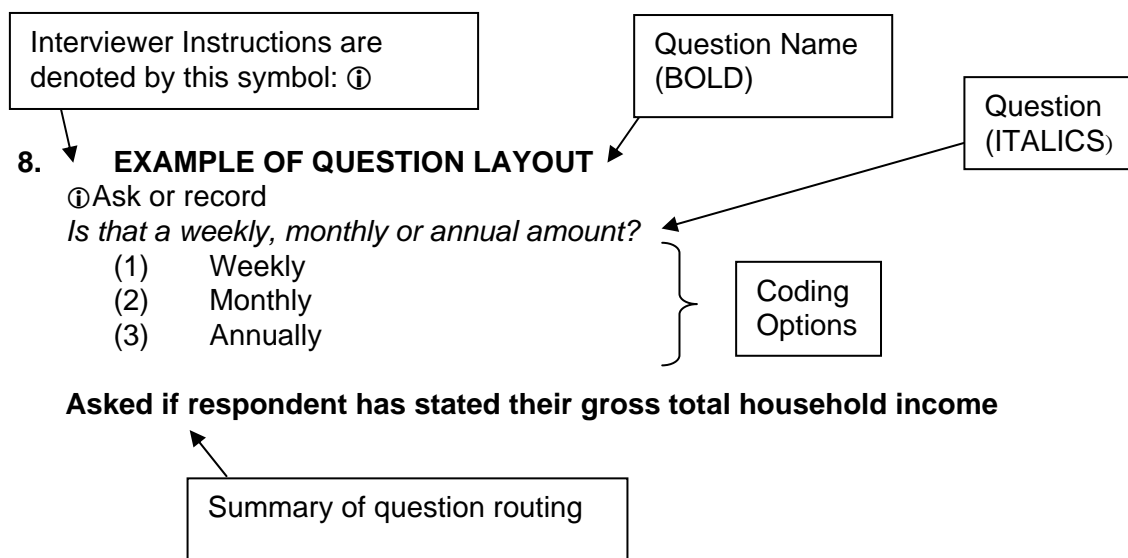 Interviewer Instructions are
denoted by this symbol: ⓘ
Question Name
(BOLD)
Question
(ITALICS)
8. EXAMPLE OF QUESTION LAYOUT
ⓘAsk or record
Is that a weekly, monthly or annual amount?
(1) Weekly
(2) Monthly
(3) Annually
Coding
Options
Asked if respondent has stated their gross total household income
Summary of question routing